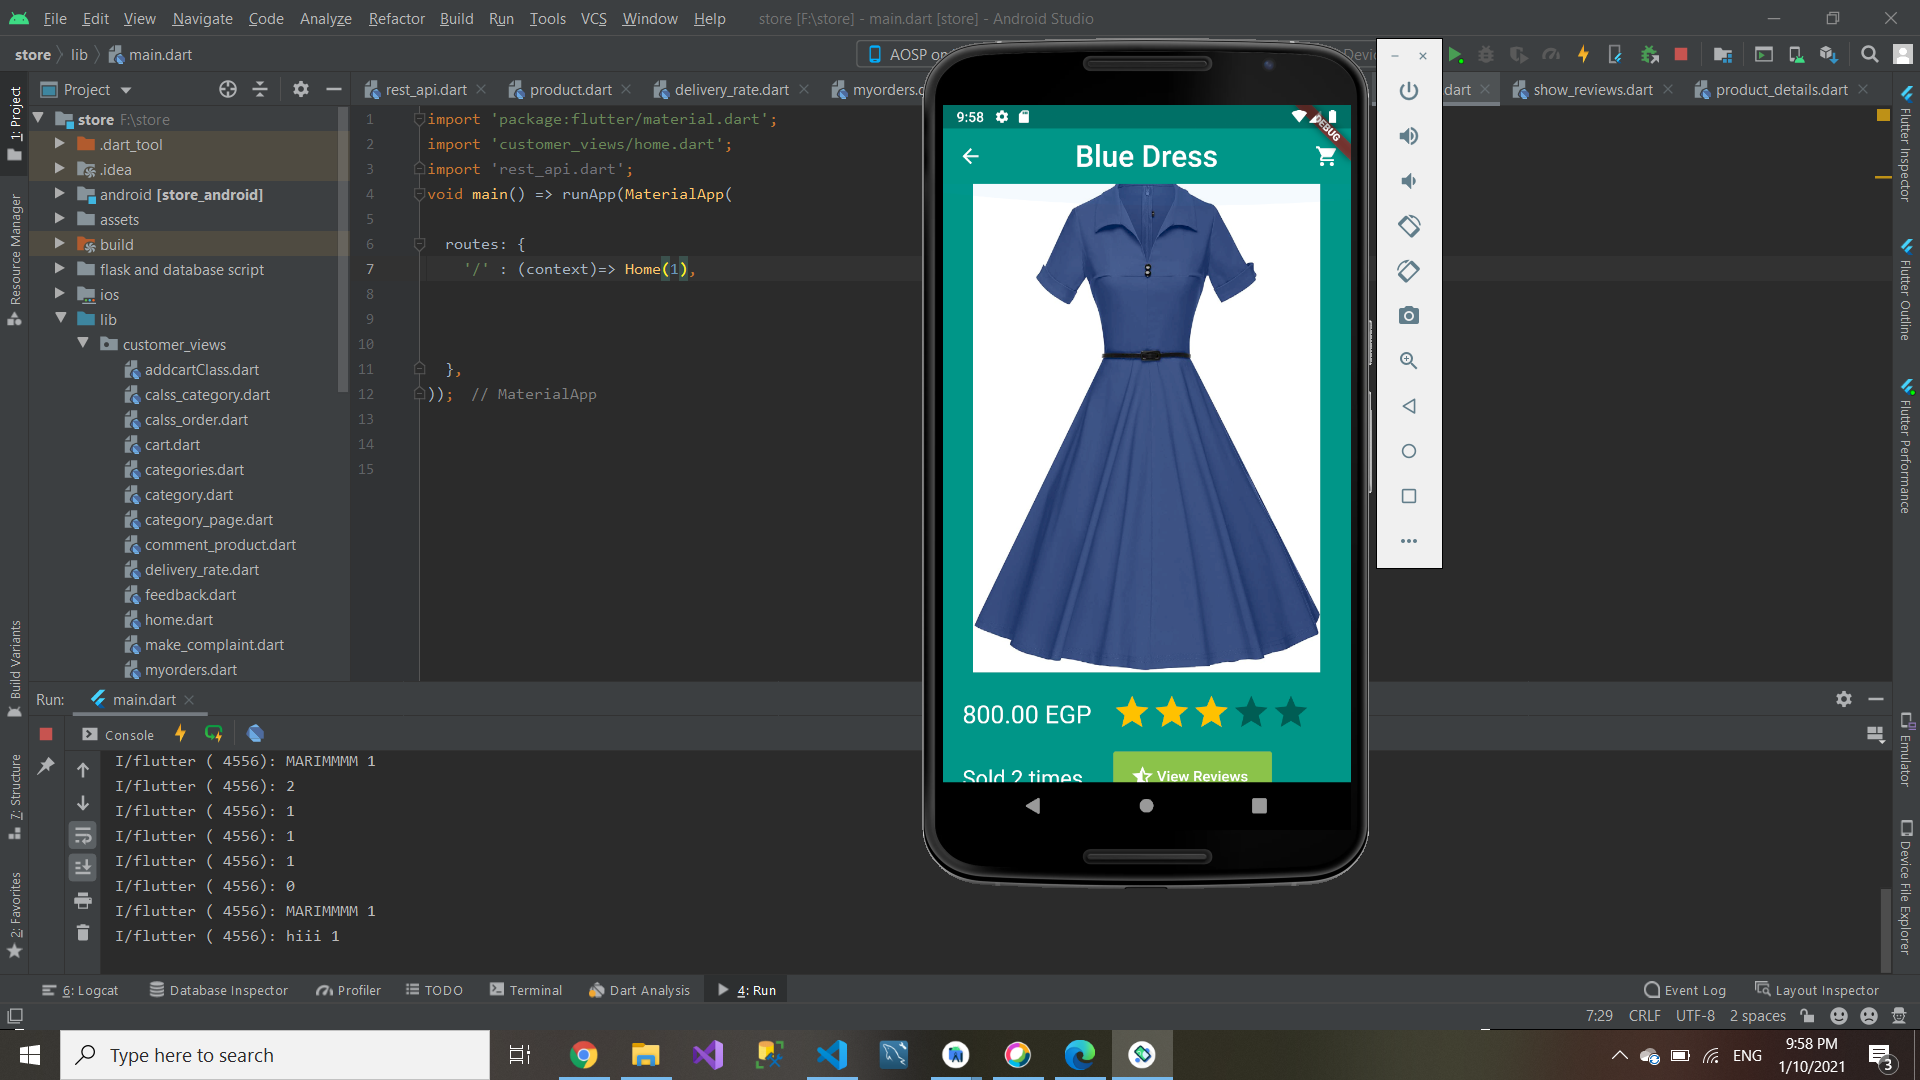 File Edit View Navigate Code Analyze Refactor Build Run Tools VCS Window Help store [F:\store] - main.dart [store] - Android Studio
store lib main.dart
AOSP on
Project
rest_api.dart product.dart delivery_rate.dart myorders.d dart show_reviews.dart product_details.dart
store F:\store
.dart_tool
.idea
android [store_android]
assets
build
flask and database script
ios
lib
customer_views
addcartClass.dart
calss_category.dart
calss_order.dart
cart.dart
categories.dart
category.dart
category_page.dart
comment_product.dart
delivery_rate.dart
feedback.dart
home.dart
make_complaint.dart
myorders.dart
1 import 'package:flutter/material.dart';
2 import 'customer_views/home.dart';
3 import 'rest_api.dart';
4 void main() => runApp(MaterialApp(
5
6 routes: {
7 '/' : (context)=> Home(1),
8
9
10
11 },
12 )); // MaterialApp
13
14
15
9:58
DEBUG
Blue Dress
800.00 EGP
Sold 2 times
View Reviews
1: Project
Resource Manager
Build Variants
7: Structure
2: Favorites
Flutter Inspector
Flutter Outline
Flutter Performance
Emulator
Device File Explorer
Run: main.dart
Console
I/flutter ( 4556): MARIMMMM 1
I/flutter ( 4556): 2
I/flutter ( 4556): 1
I/flutter ( 4556): 1
I/flutter ( 4556): 1
I/flutter ( 4556): 0
I/flutter ( 4556): MARIMMMM 1
I/flutter ( 4556): hiii 1
6: Logcat Database Inspector Profiler TODO Terminal Dart Analysis 4: Run Event Log Layout Inspector
7:29 CRLF UTF-8 2 spaces
Type here to search
ENG
9:58 PM
1/10/2021
3